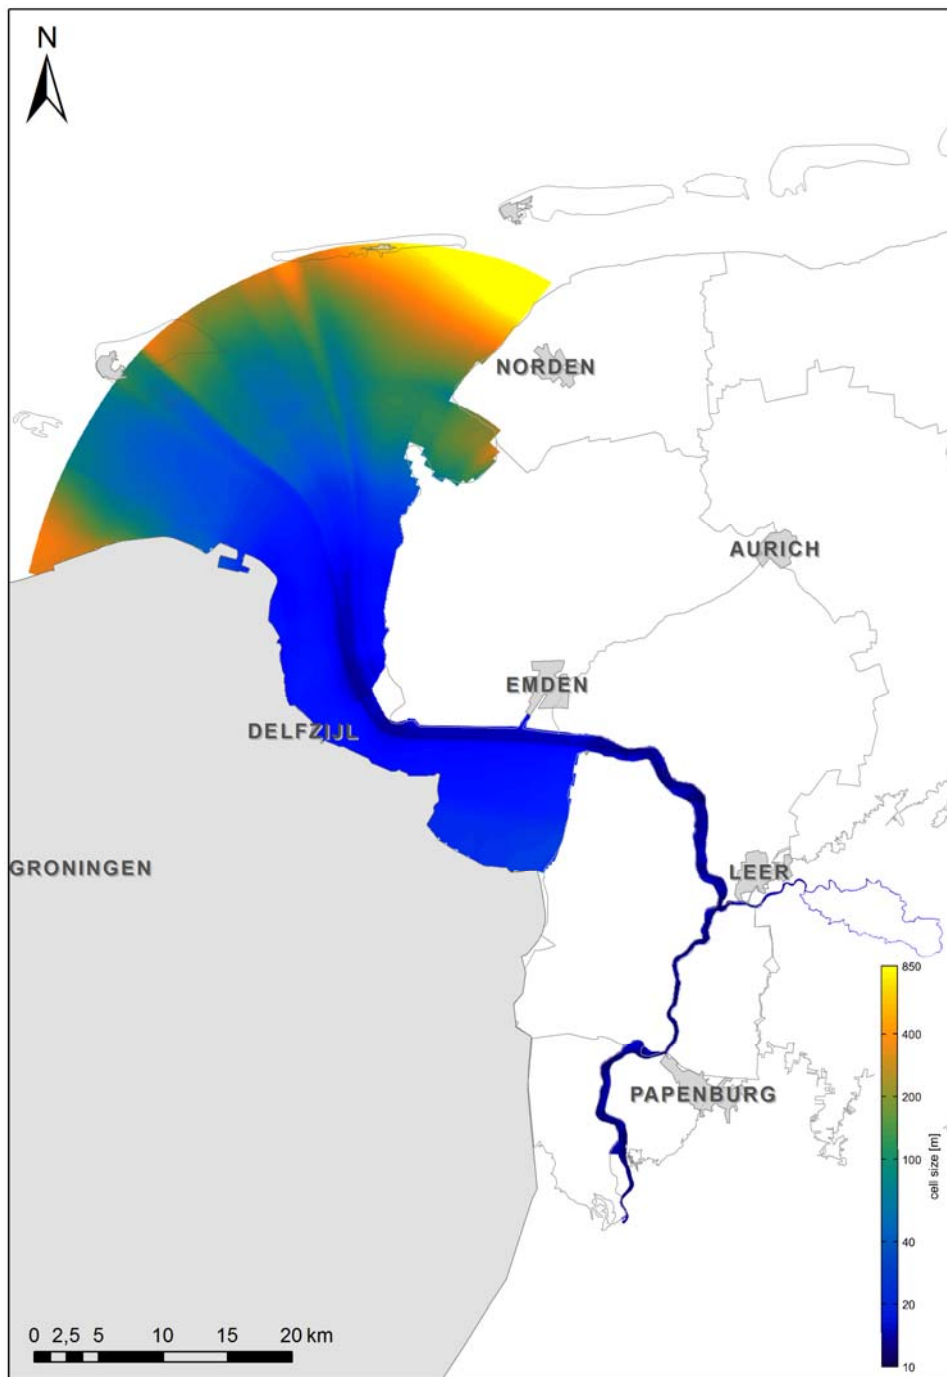 N
NORDEN
AURICH
EMDEN
DELFZIJL
GRONINGEN
LEER
850
400
200
100
40
20
10
cell size [m]
PAPENBURG
0 2,5 5 10 15 20 km